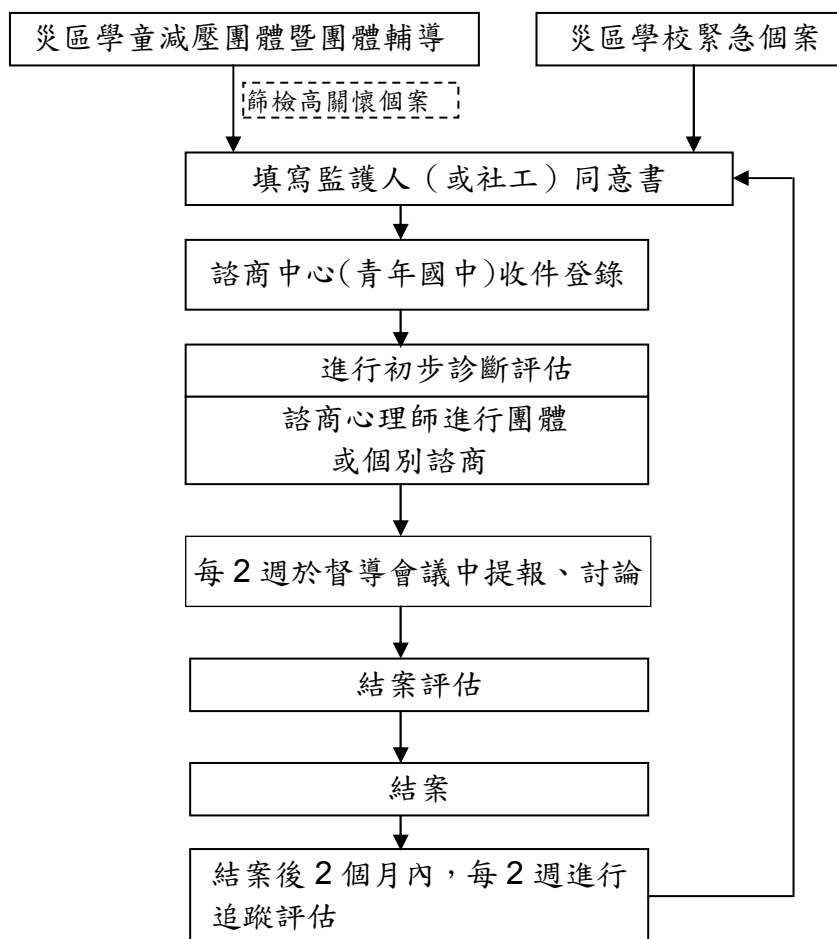 災區學童減壓團體暨團體輔導
災區學校緊急個案
篩檢高關懷個案
填寫監護人（或社工）同意書
諮商中心(青年國中)收件登錄
進行初步診斷評估
諮商心理師進行團體
或個別諮商
每 2 週於督導會議中提報、討論
結案評估
結案
結案後 2 個月內，每 2 週進行
追蹤評估